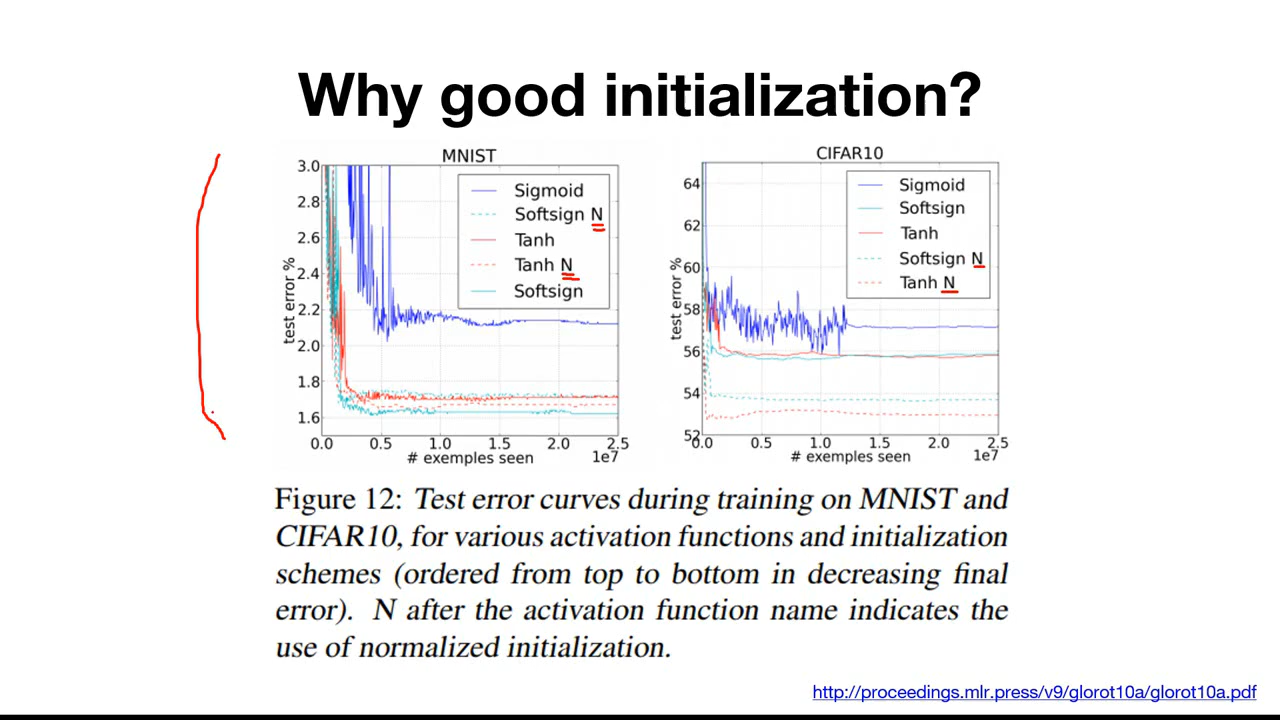 Why good initialization?
MNIST
3.0
2.8
2.6
2.4
2.2
2.0
1.8
1.6
test error %
Sigmoid
Softsign N
Tanh
Tanh N
Softsign
0.0 0.5 1.0 1.5 2.0 2.5
# exemples seen 1e7
CIFAR10
64
62
60
58
56
54
52
test error %
Sigmoid
Softsign
Tanh
Softsign N
Tanh N
0.0 0.5 1.0 1.5 2.0 2.5
# exemples seen 1e7
Figure 12: Test error curves during training on MNIST and
CIFAR10, for various activation functions and initialization
schemes (ordered from top to bottom in decreasing final
error). N after the activation function name indicates the
use of normalized initialization.
http://proceedings.mlr.press/v9/glorot10a/glorot10a.pdf